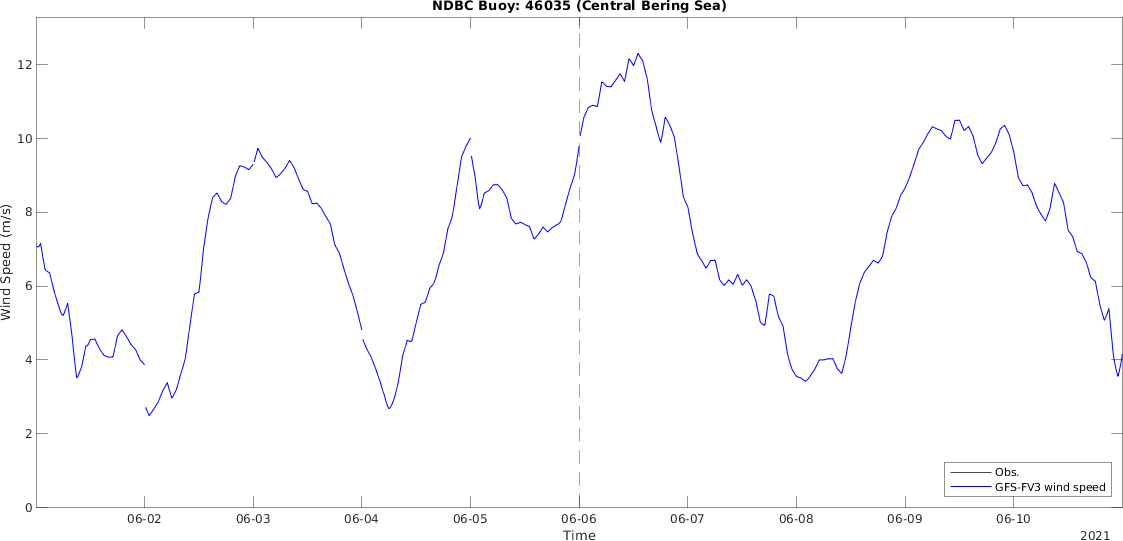 NDBC Buoy: 46035 (Central Bering Sea)
Wind Speed (m/s)
12
10
8
6
4
2
0
Obs.
GFS-FV3 wind speed
06-02 06-03 06-04 06-05 06-06 06-07 06-08 06-09 06-10
Time
2021